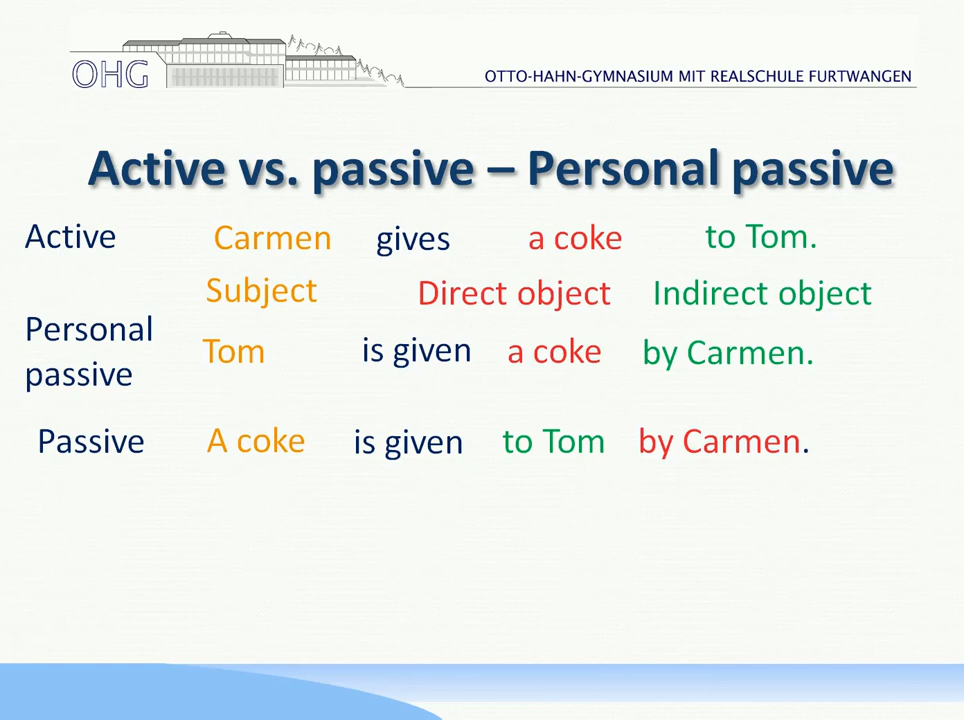 OHG
OTTO-HAHN-GYMNASIUM MIT REALSCHULE FURTWANGEN
Active vs. passive – Personal passive
Active Carmen gives a coke to Tom.
Subject Direct object Indirect object
Personal passive Tom is given a coke by Carmen.
Passive A coke is given to Tom by Carmen.